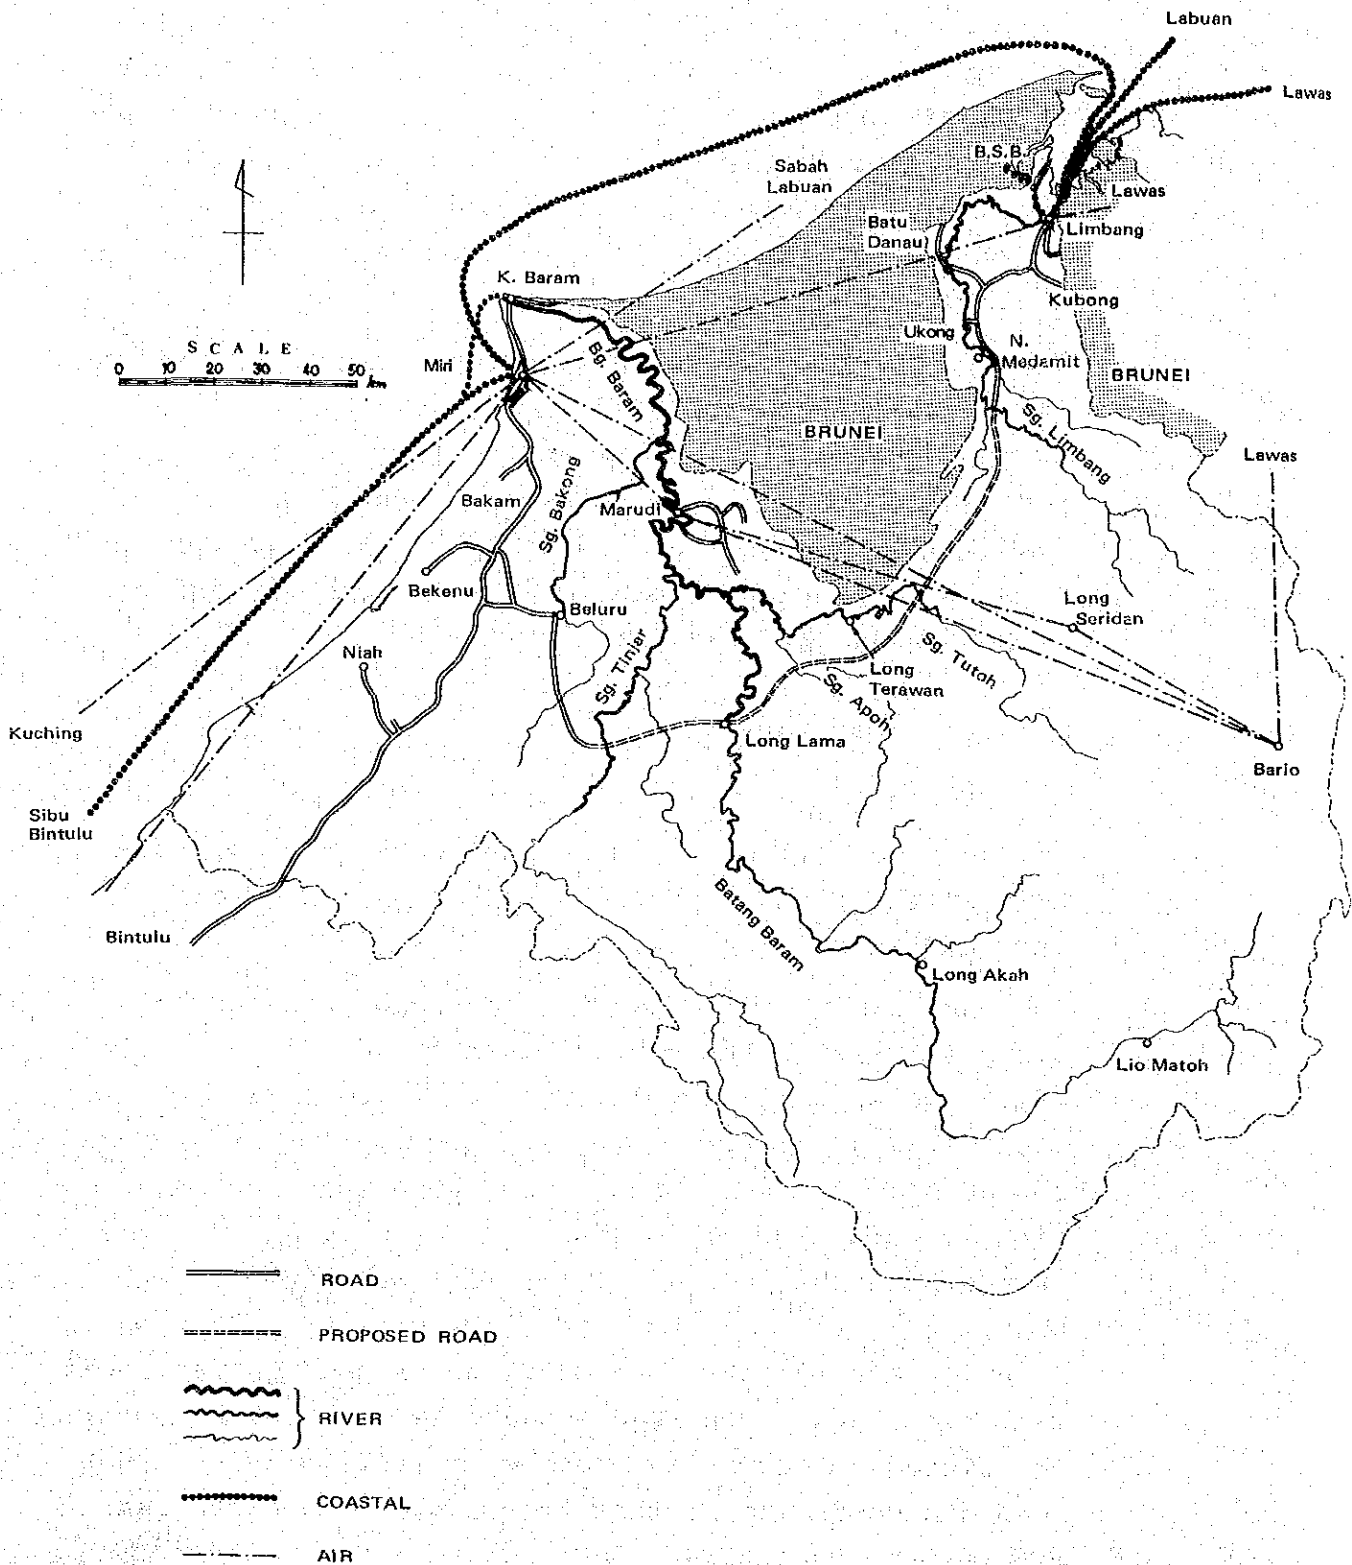 Labuan
Lawas
B.S.B.
Sabah
Labuan
Lawas
Batu
Danau
Limbang
K. Baram
Kubong
Ukong
N.
Medamit
SCALE
0 10 20 30 40 50 km
Miri
Bg. Baram
BRUNEI
BRUNEI
Sg. Limbang
Lawas
Bakam
Sg. Bakong
Marudi
Bekenu
Beluru
Long
Seridan
Niah
Sg. Tinjar
Sg. Tutoh
Long
Terawan
Sg. Apoh
Kuching
Long Lama
Bario
Sibu
Bintulu
Batang Baram
Bintulu
Long Akah
Lio Matoh
ROAD
PROPOSED ROAD
RIVER
COASTAL
AIR